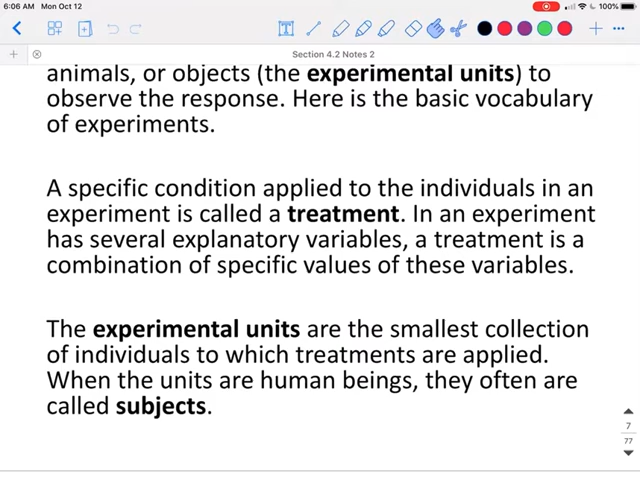 6:06 AM Mon Oct 12
100%
Section 4.2 Notes 2
animals, or objects (the experimental units) to
observe the response. Here is the basic vocabulary
of experiments.
A specific condition applied to the individuals in an
experiment is called a treatment. In an experiment
has several explanatory variables, a treatment is a
combination of specific values of these variables.
The experimental units are the smallest collection
of individuals to which treatments are applied.
When the units are human beings, they often are
called subjects.
7
77